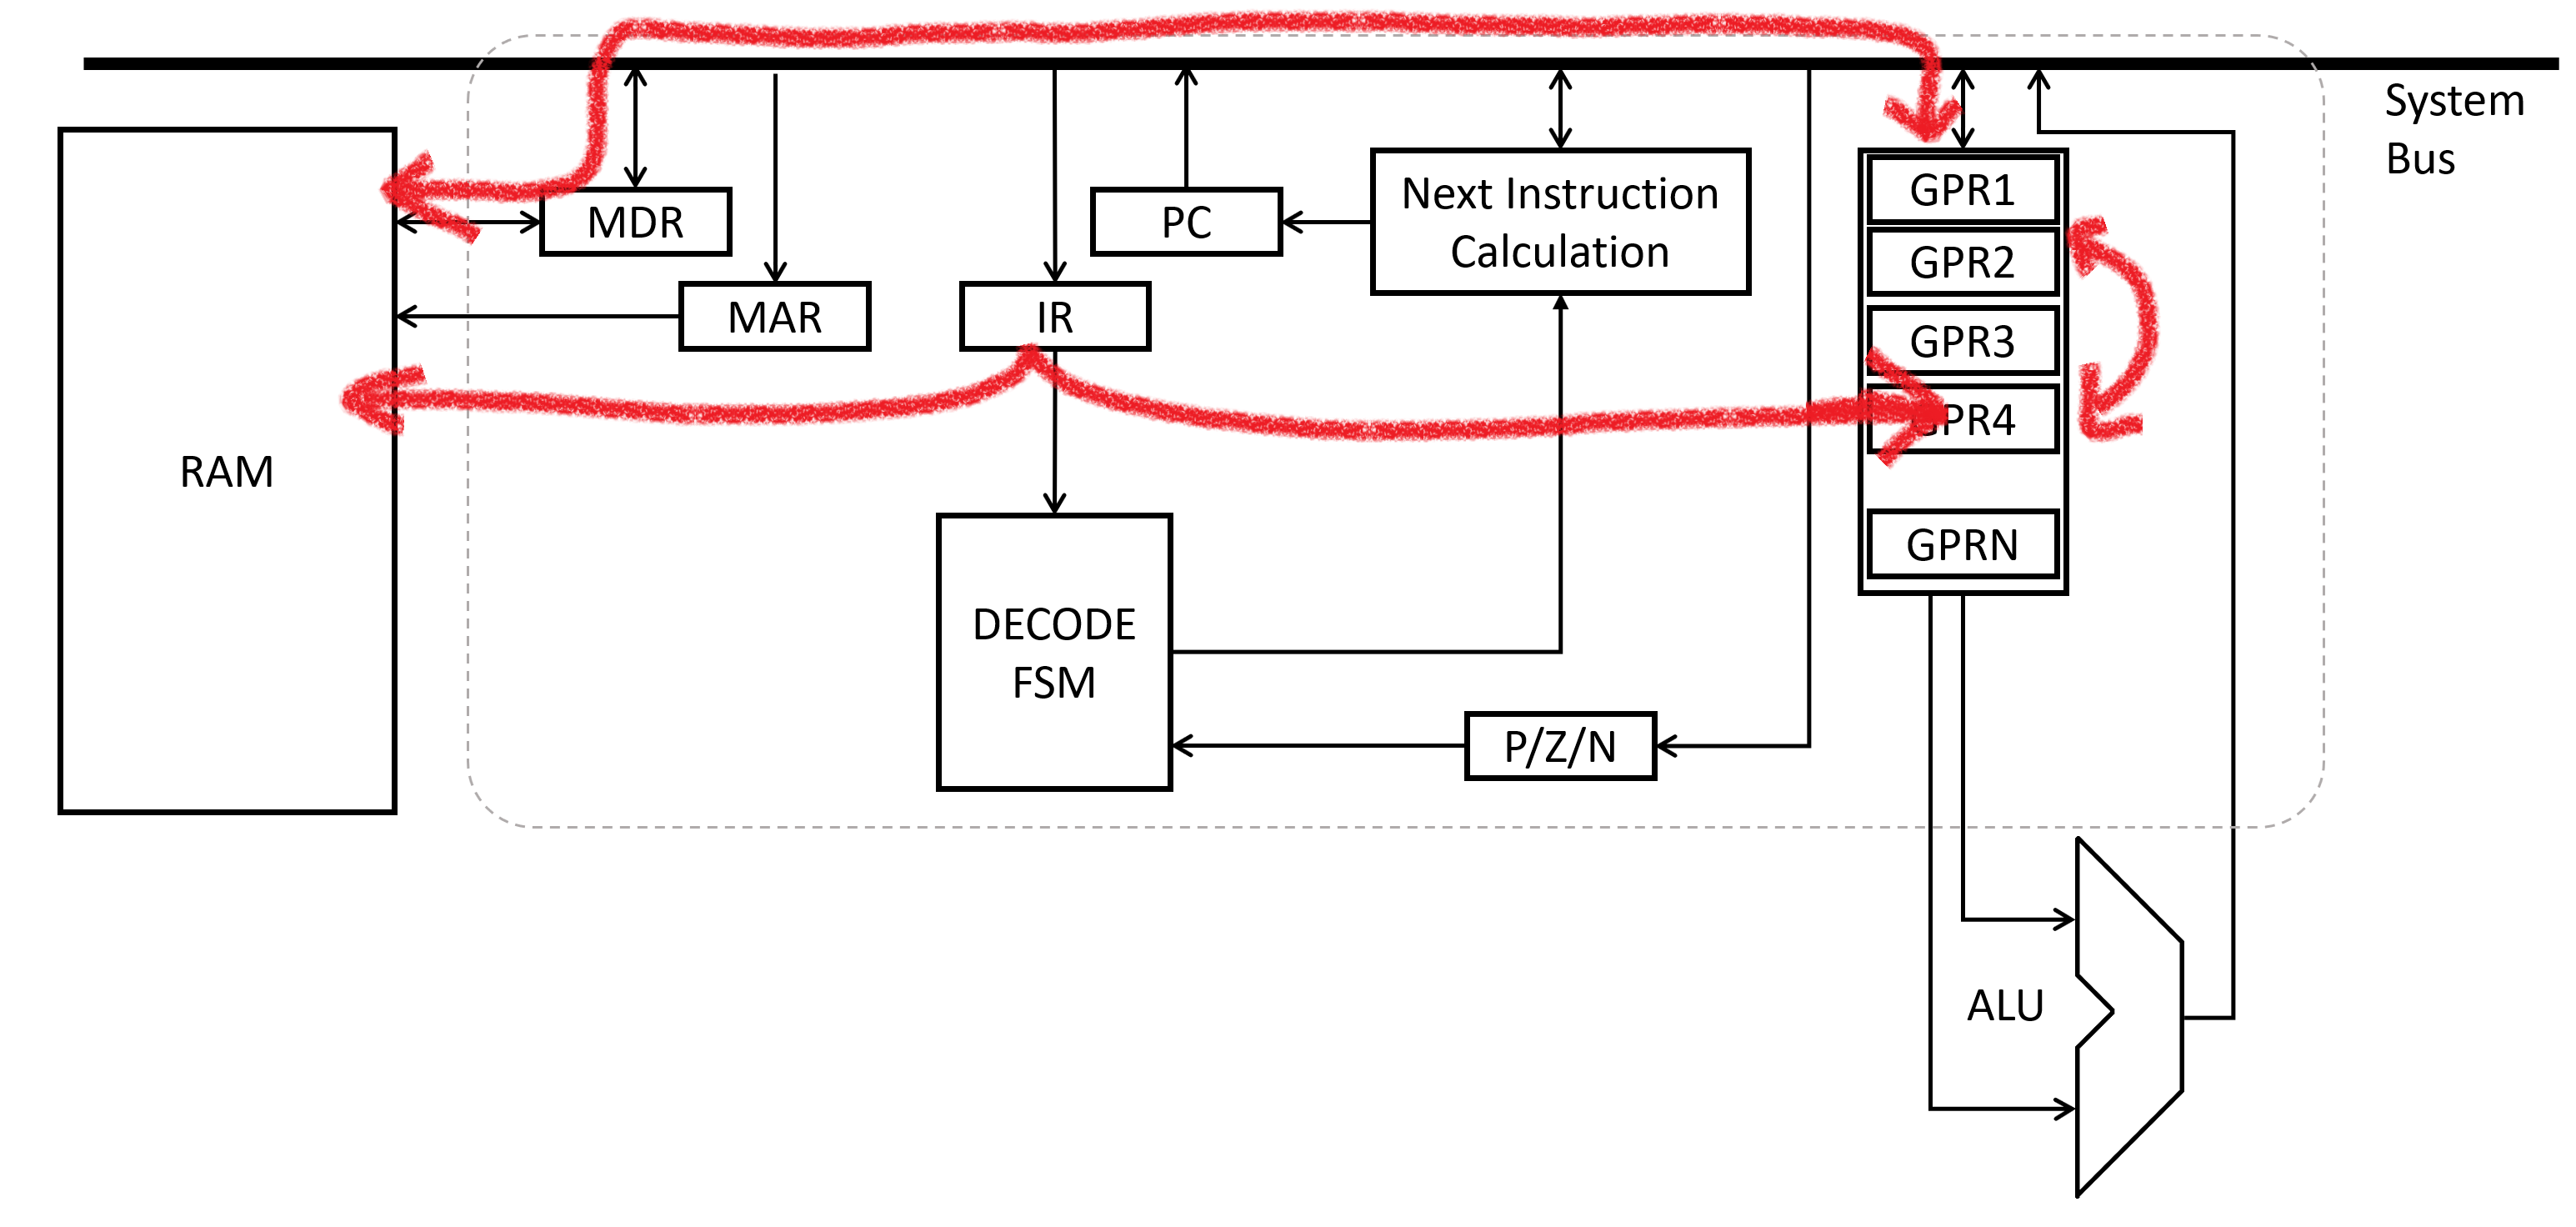 System
Bus
RAM
MDR
MAR
IR
PC
Next Instruction
Calculation
GPR1
GPR2
GPR3
GPR4
GPRN
DECODE
FSM
P/Z/N
ALU